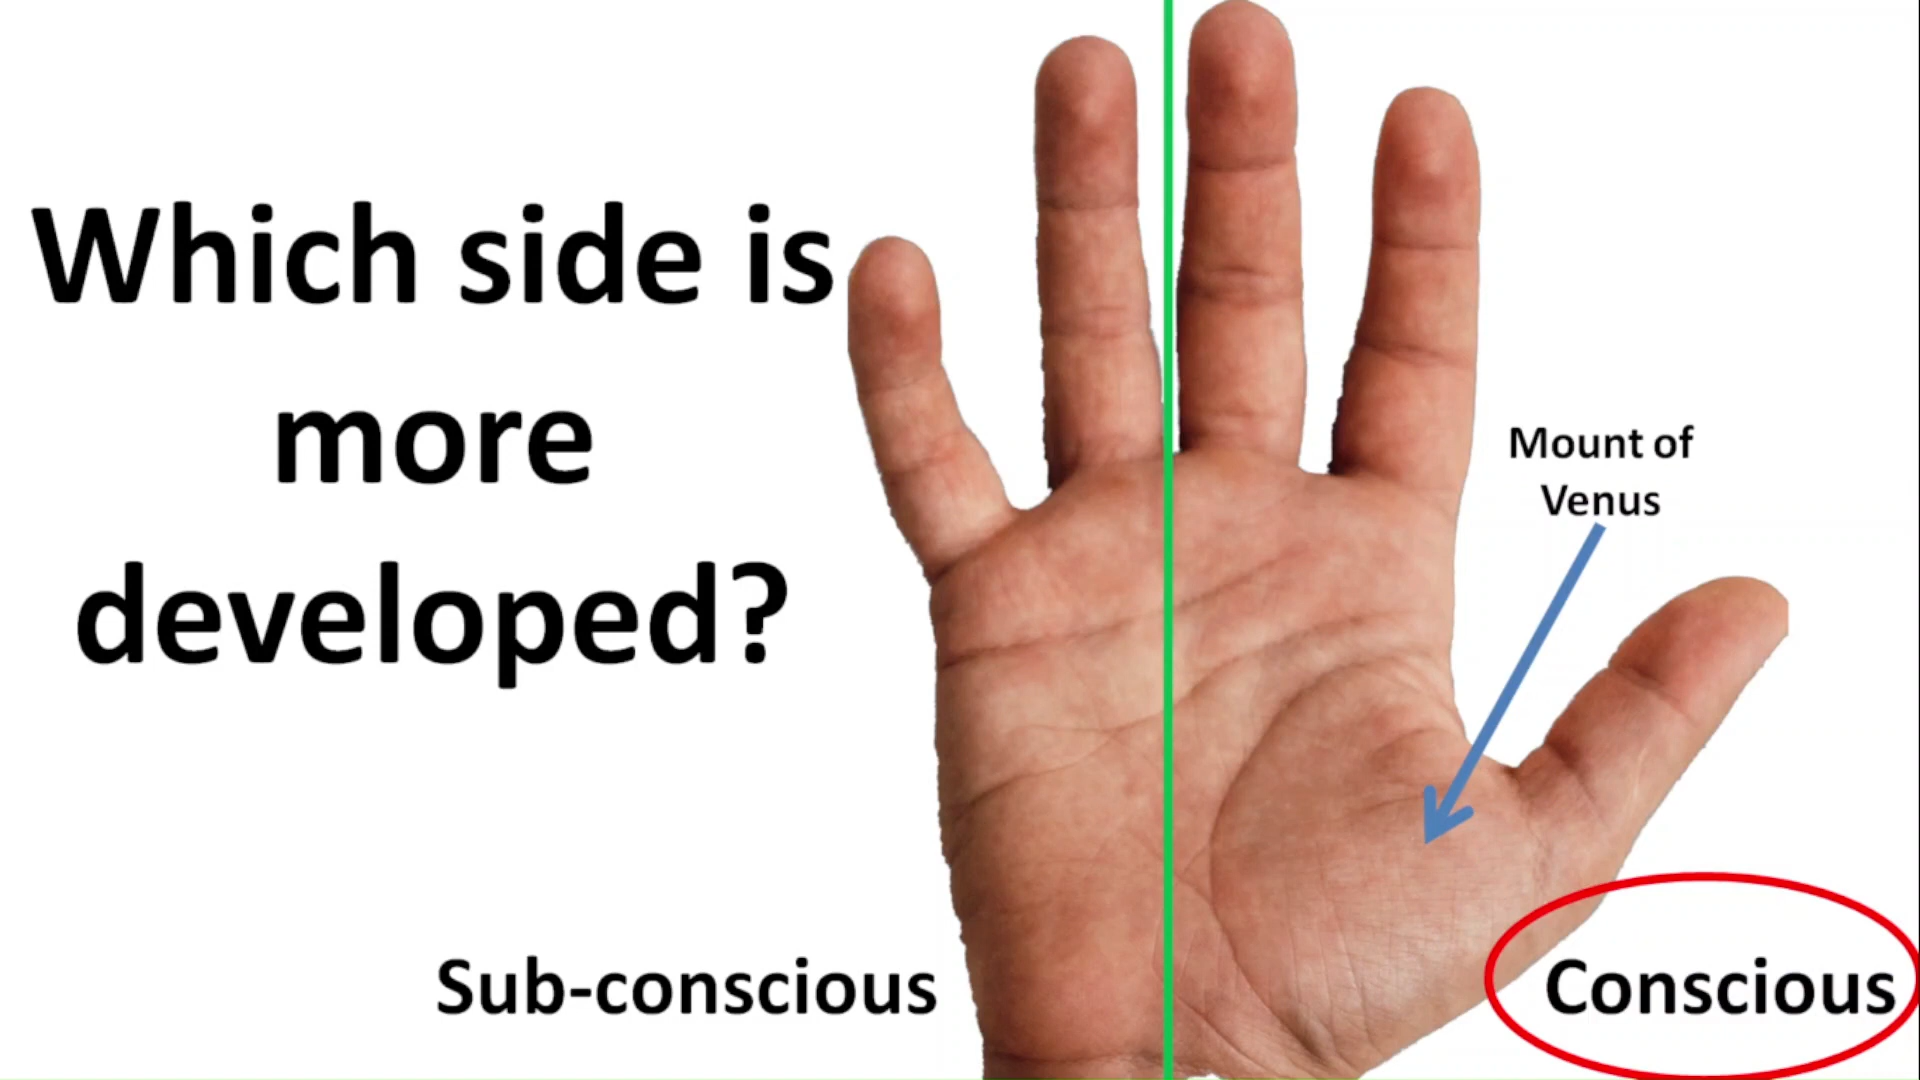 Which side is
more
developed?
Mount of
Venus
Sub-conscious
Conscious